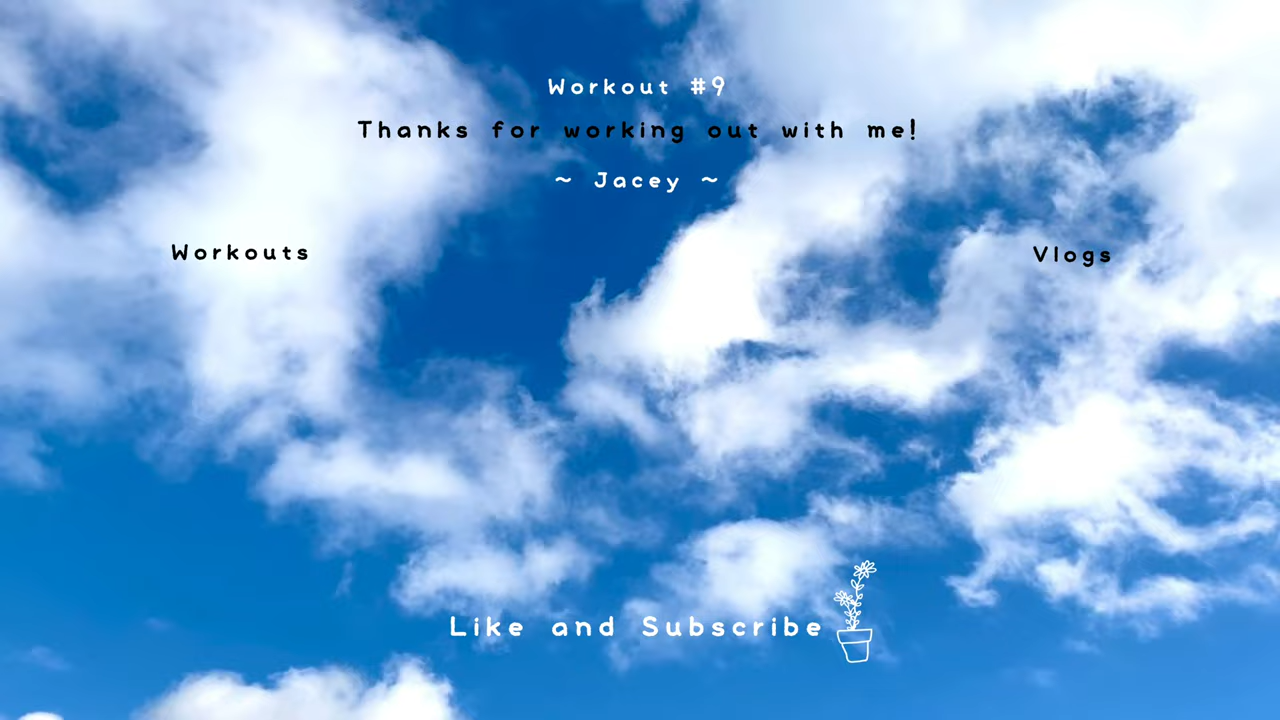 Workout #9
Thanks for working out with me!
~ Jacey ~
Workouts
Vlogs
Like and Subscribe